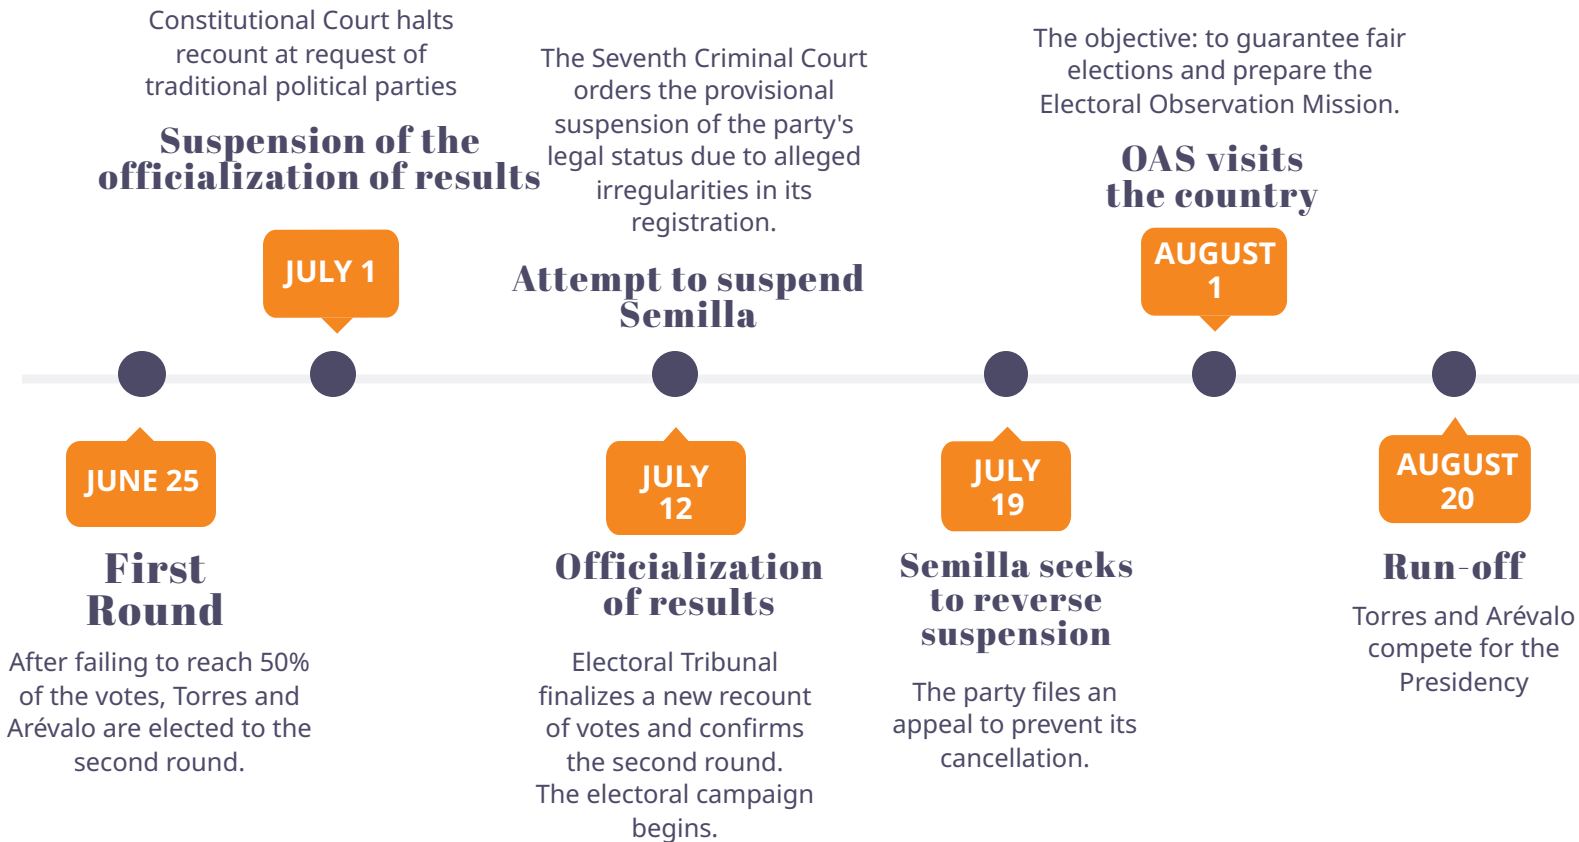 Constitutional Court halts
recount at request of
traditional political parties
Suspension of the
officialization of results
JULY 1
The Seventh Criminal Court
orders the provisional
suspension of the party's
legal status due to alleged
irregularities in its
registration.
Attempt to suspend
Semilla
The objective: to guarantee fair
elections and prepare the
Electoral Observation Mission.
OAS visits
the country
AUGUST
1
JUNE 25
First
Round
After failing to reach 50%
of the votes, Torres and
Arévalo are elected to the
second round.
JULY
12
Officialization
of results
Electoral Tribunal
finalizes a new recount
of votes and confirms
the second round.
The electoral campaign
begins.
JULY
19
Semilla seeks
to reverse
suspension
The party files an
appeal to prevent its
cancellation.
AUGUST
20
Run-off
Torres and Arévalo
compete for the
Presidency